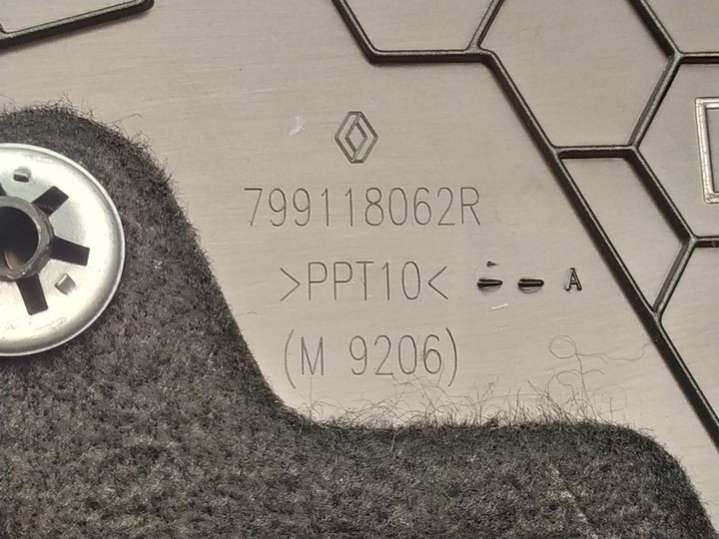 799118062R
>PPT10< -- A
(M 9206)